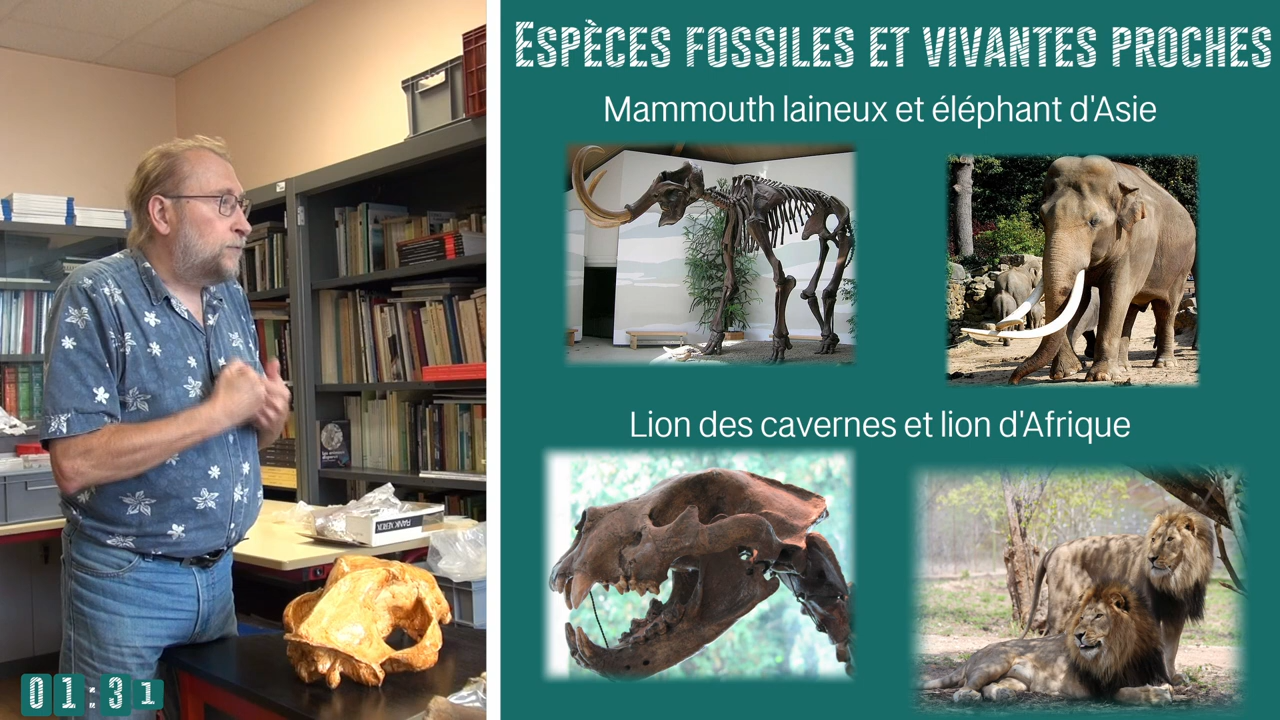 ESPÈCES FOSSILES ET VIVANTES PROCHES
Mammouth laineux et éléphant d'Asie
Lion des cavernes et lion d'Afrique
01:31